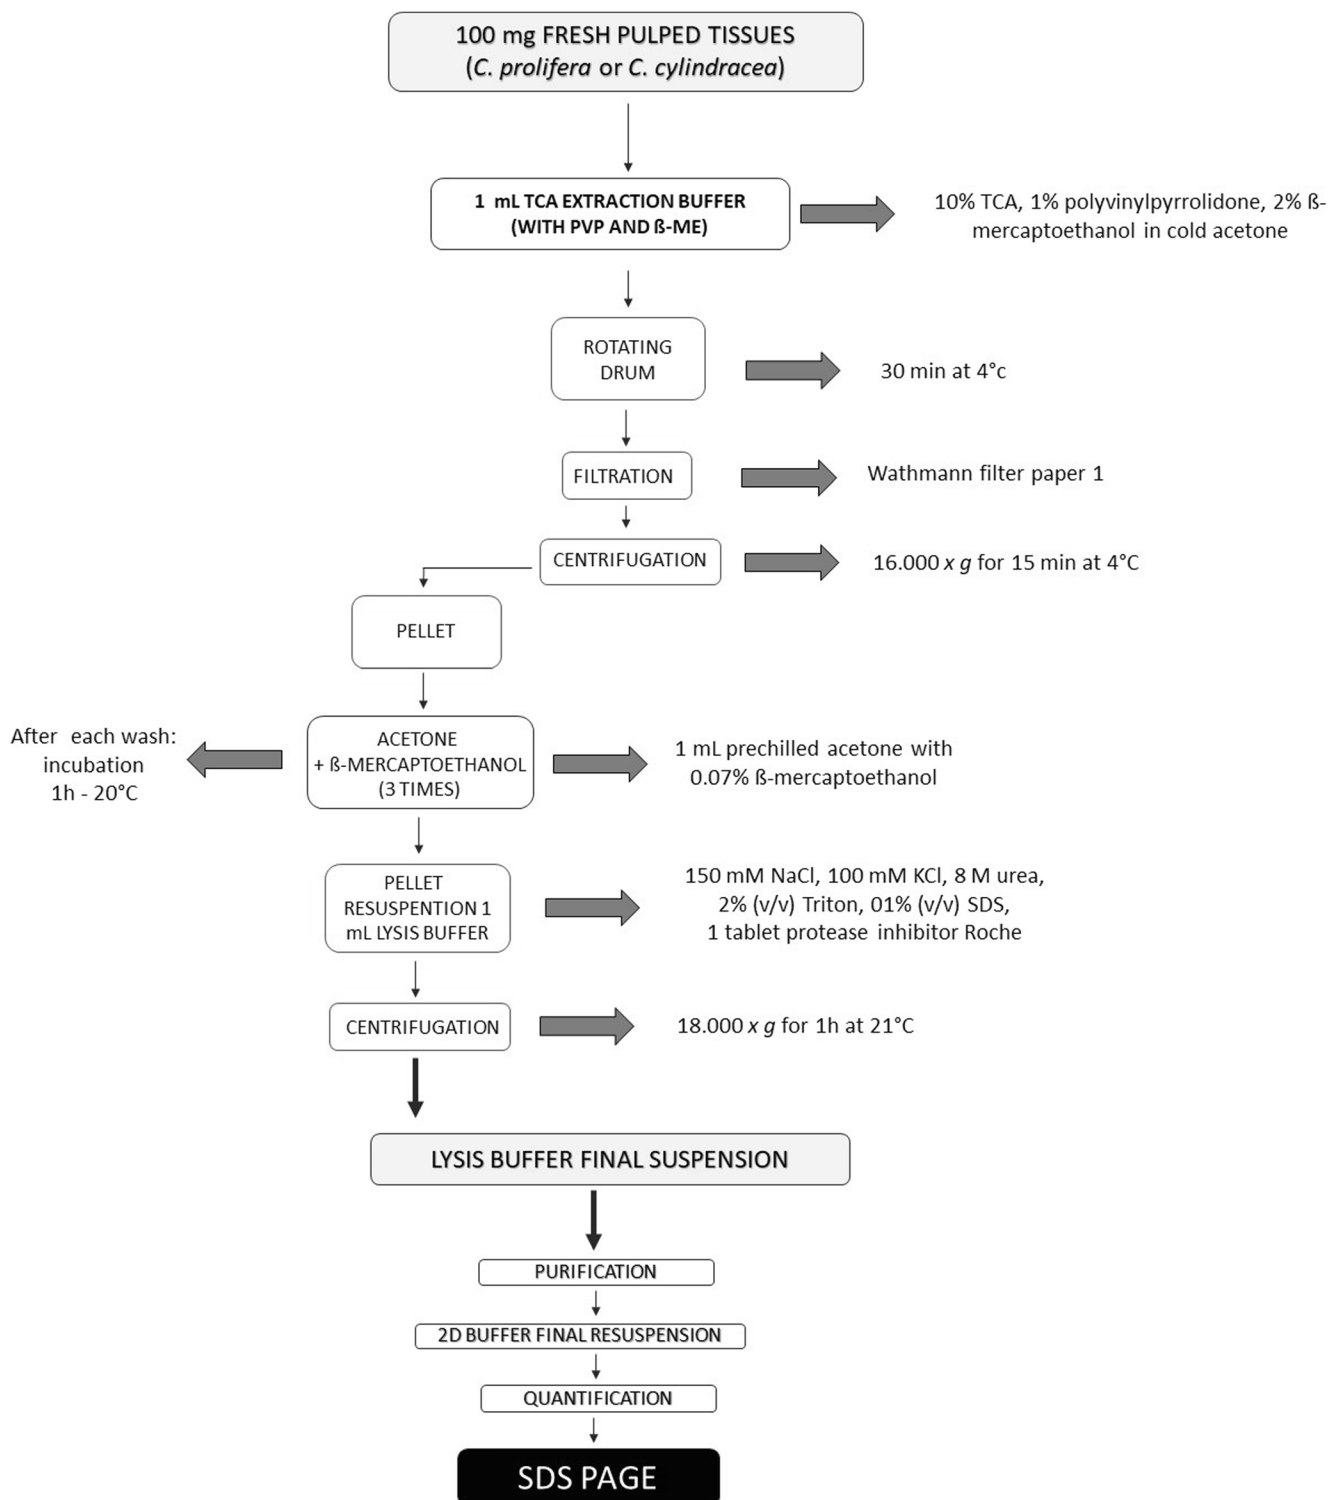 100 mg FRESH PULPED TISSUES
(C. prolifera or C. cylindracea)
1 mL TCA EXTRACTION BUFFER
(WITH PVP AND ß-ME)
10% TCA, 1% polyvinylpyrrolidone, 2% ß-
mercaptoethanol in cold acetone
ROTATING
DRUM
30 min at 4°c
FILTRATION
Wathmann filter paper 1
CENTRIFUGATION
16.000 x g for 15 min at 4°C
PELLET
After each wash:
incubation
1h - 20°C
ACETONE
+ ß-MERCAPTOETHANOL
(3 TIMES)
1 mL prechilled acetone with
0.07% ß-mercaptoethanol
PELLET
RESUSPENTION 1
mL LYSIS BUFFER
150 mM NaCl, 100 mM KCl, 8 M urea,
2% (v/v) Triton, 01% (v/v) SDS,
1 tablet protease inhibitor Roche
CENTRIFUGATION
18.000 x g for 1h at 21°C
LYSIS BUFFER FINAL SUSPENSION
PURIFICATION
2D BUFFER FINAL RESUSPENSION
QUANTIFICATION
SDS PAGE